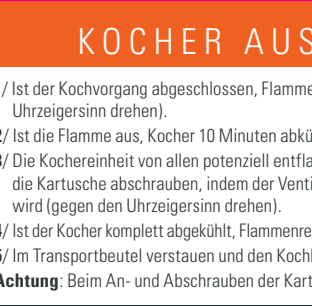 KOCHER AUS
/ Ist der Kochvorgang abgeschlossen, Flamme
Uhrzeigersinn drehen).
2/ Ist die Flamme aus, Kocher 10 Minuten abkü
3/ Die Kochereinheit von allen potenziell entfla
die Kartusche abschrauben, indem der Venti
wird (gegen den Uhrzeigersinn drehen).
4/ Ist der Kocher komplett abgekühlt, Flammenre
5/ Im Transportbeutel verstauen und den Koch
Achtung: Beim An- und Abschrauben der Kart